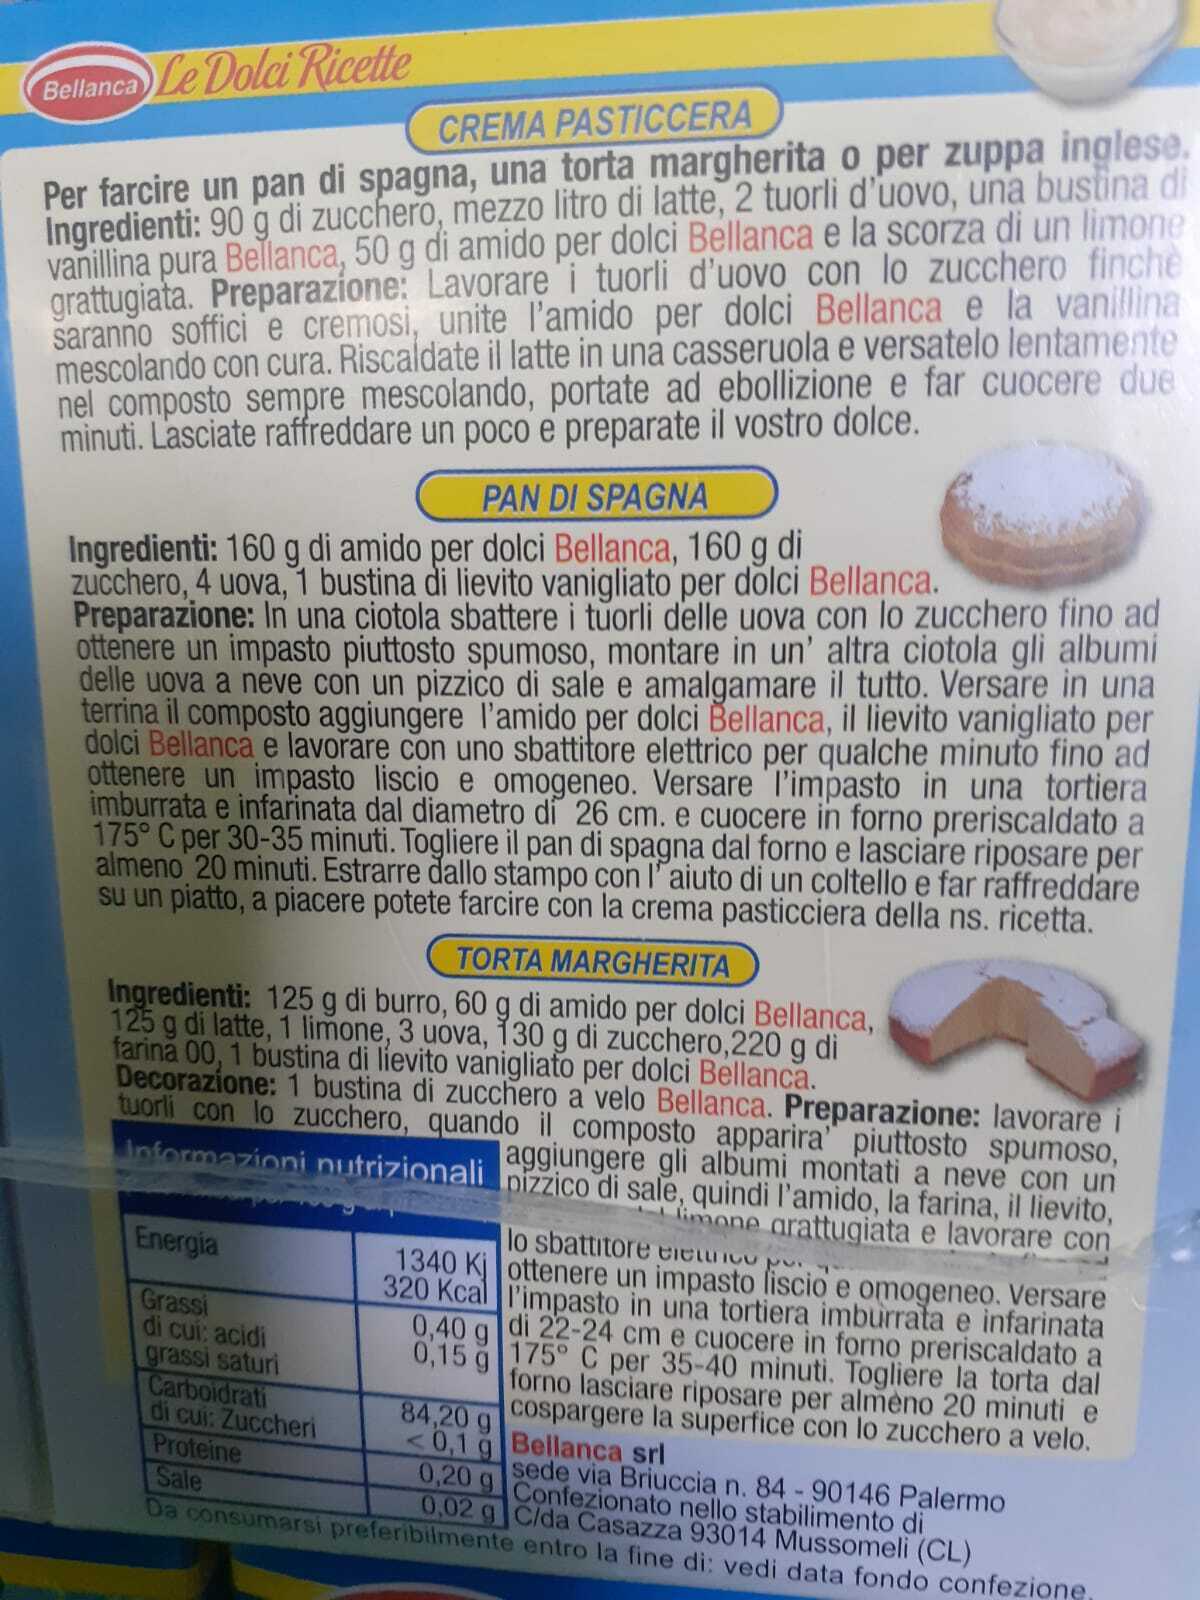 Bellanca Le Dolci Ricette
CREMA PASTICCERA
Per farcire un pan di spagna, una torta margherita o per zuppa inglese.
Ingredienti: 90 g di zucchero, mezzo litro di latte, 2 tuorli d'uovo, una bustina di
vanillina pura Bellanca, 50 g di amido per dolci Bellanca e la scorza di un limone
grattugiata. Preparazione: Lavorare i tuorli d'uovo con lo zucchero finchè
saranno soffici e cremosi, unite l'amido per dolci Bellanca e la vanillina
mescolando con cura. Riscaldate il latte in una casseruola e versatelo lentamente
nel composto sempre mescolando, portate ad ebollizione e far cuocere due
minuti. Lasciate raffreddare un poco e preparate il vostro dolce.
PAN DI SPAGNA
Ingredienti: 160 g di amido per dolci Bellanca, 160 g di
zucchero, 4 uova, 1 bustina di lievito vanigliato per dolci Bellanca.
Preparazione: In una ciotola sbattere i tuorli delle uova con lo zucchero fino ad
ottenere un impasto piuttosto spumoso, montare in un' altra ciotola gli albumi
delle uova a neve con un pizzico di sale e amalgamare il tutto. Versare in una
terrina il composto aggiungere l'amido per dolci Bellanca, il lievito vanigliato per
dolci Bellanca e lavorare con uno sbattitore elettrico per qualche minuto fino ad
ottenere un impasto liscio e omogeneo. Versare l'impasto in una tortiera
imburrata e infarinata dal diametro di 26 cm. e cuocere in forno preriscaldato a
175° C per 30-35 minuti. Togliere il pan di spagna dal forno e lasciare riposare per
almeno 20 minuti. Estrarre dallo stampo con l' aiuto di un coltello e far raffreddare
su un piatto, a piacere potete farcire con la crema pasticciera della ns. ricetta.
TORTA MARGHERITA
Ingredienti: 125 g di burro, 60 g di amido per dolci Bellanca,
125 g di latte, 1 limone, 3 uova, 130 g di zucchero,220 g di
farina 00, 1 bustina di lievito vanigliato per dolci Bellanca.
Decorazione: 1 bustina di zucchero a velo Bellanca. Preparazione: lavorare i
tuorli con lo zucchero, quando il composto apparira' piuttosto spumoso,
aggiungere gli albumi montati a neve con un
pizzico di sale, quindi l'amido, la farina, il lievito,
limone grattugiata e lavorare con
lo sbattitore elettrico
ottenere un impasto liscio e omogeneo. Versare
l'impasto in una tortiera imburrata e infarinata
di 22-24 cm e cuocere in forno preriscaldato a
175° C per 35-40 minuti. Togliere la torta dal
forno lasciare riposare per almeno 20 minuti e
cospargere la superfice con lo zucchero a velo.
Informazioni nutrizionali
Energia 1340 Kj
320 Kcal
Grassi 0,40 g
di cui: acidi
grassi saturi 0,15 g
Carboidrati 84,20 g
di cui: Zuccheri < 0,1 g
Proteine 0,20 g
Sale 0,02 g
Bellanca srl
sede via Briuccia n. 84 - 90146 Palermo
Confezionato nello stabilimento di
C/da Casazza 93014 Mussomeli (CL)
Da consumarsi preferibilmente entro la fine di: vedi data fondo confezione.